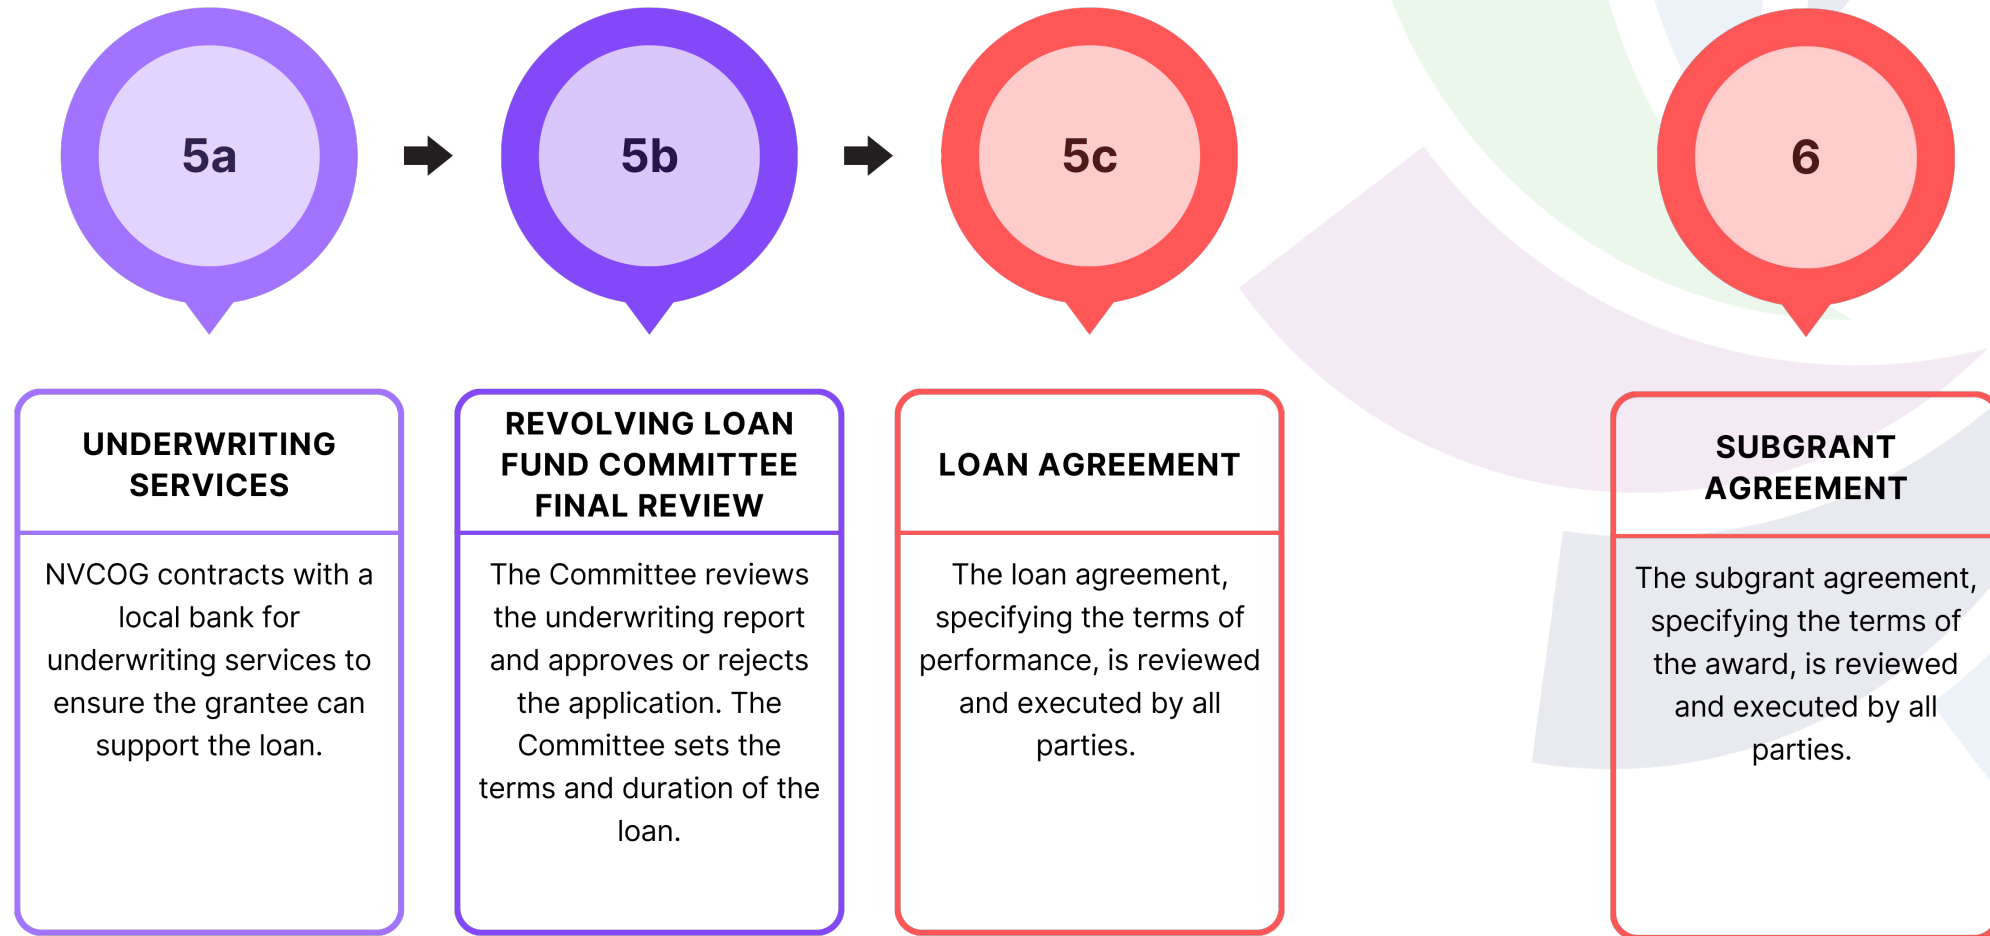 5a
5b
5c
6
UNDERWRITING
SERVICES
NVCOG contracts with a
local bank for
underwriting services to
ensure the grantee can
support the loan.
REVOLVING LOAN
FUND COMMITTEE
FINAL REVIEW
The Committee reviews
the underwriting report
and approves or rejects
the application. The
Committee sets the
terms and duration of the
loan.
LOAN AGREEMENT
The loan agreement,
specifying the terms of
performance, is reviewed
and executed by all
parties.
SUBGRANT
AGREEMENT
The subgrant agreement,
specifying the terms of
the award, is reviewed
and executed by all
parties.